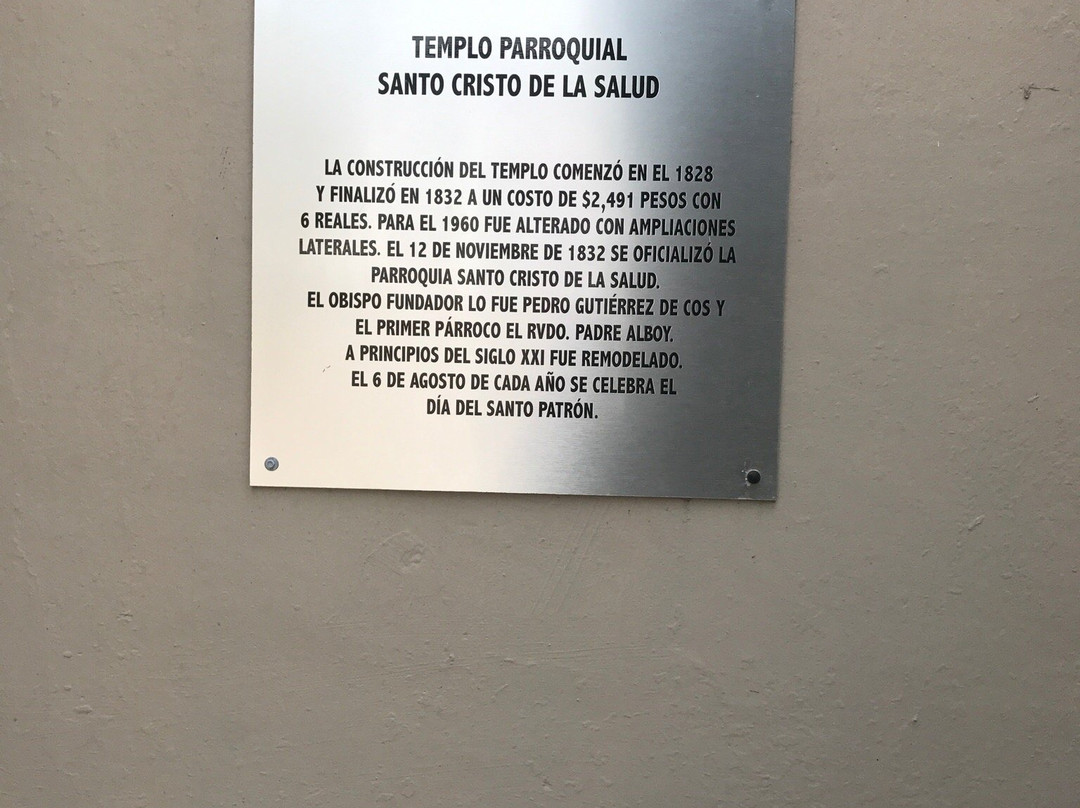 TEMPLO PARROQUIAL
SANTO CRISTO DE LA SALUD
LA CONSTRUCCIÓN DEL TEMPLO COMENZÓ EN EL 1828
Y FINALIZÓ EN 1832 A UN COSTO DE $2,491 PESOS CON
6 REALES. PARA EL 1960 FUE ALTERADO CON AMPLIACIONES
LATERALES. EL 12 DE NOVIEMBRE DE 1832 SE OFICIALIZÓ LA
PARROQUIA SANTO CRISTO DE LA SALUD.
EL OBISPO FUNDADOR LO FUE PEDRO GUTIÉRREZ DE COS Y
EL PRIMER PÁRROCO EL RVDO. PADRE ALBOY.
A PRINCIPIOS DEL SIGLO XXI FUE REMODELADO.
EL 6 DE AGOSTO DE CADA AÑO SE CELEBRA EL
DÍA DEL SANTO PATRÓN.